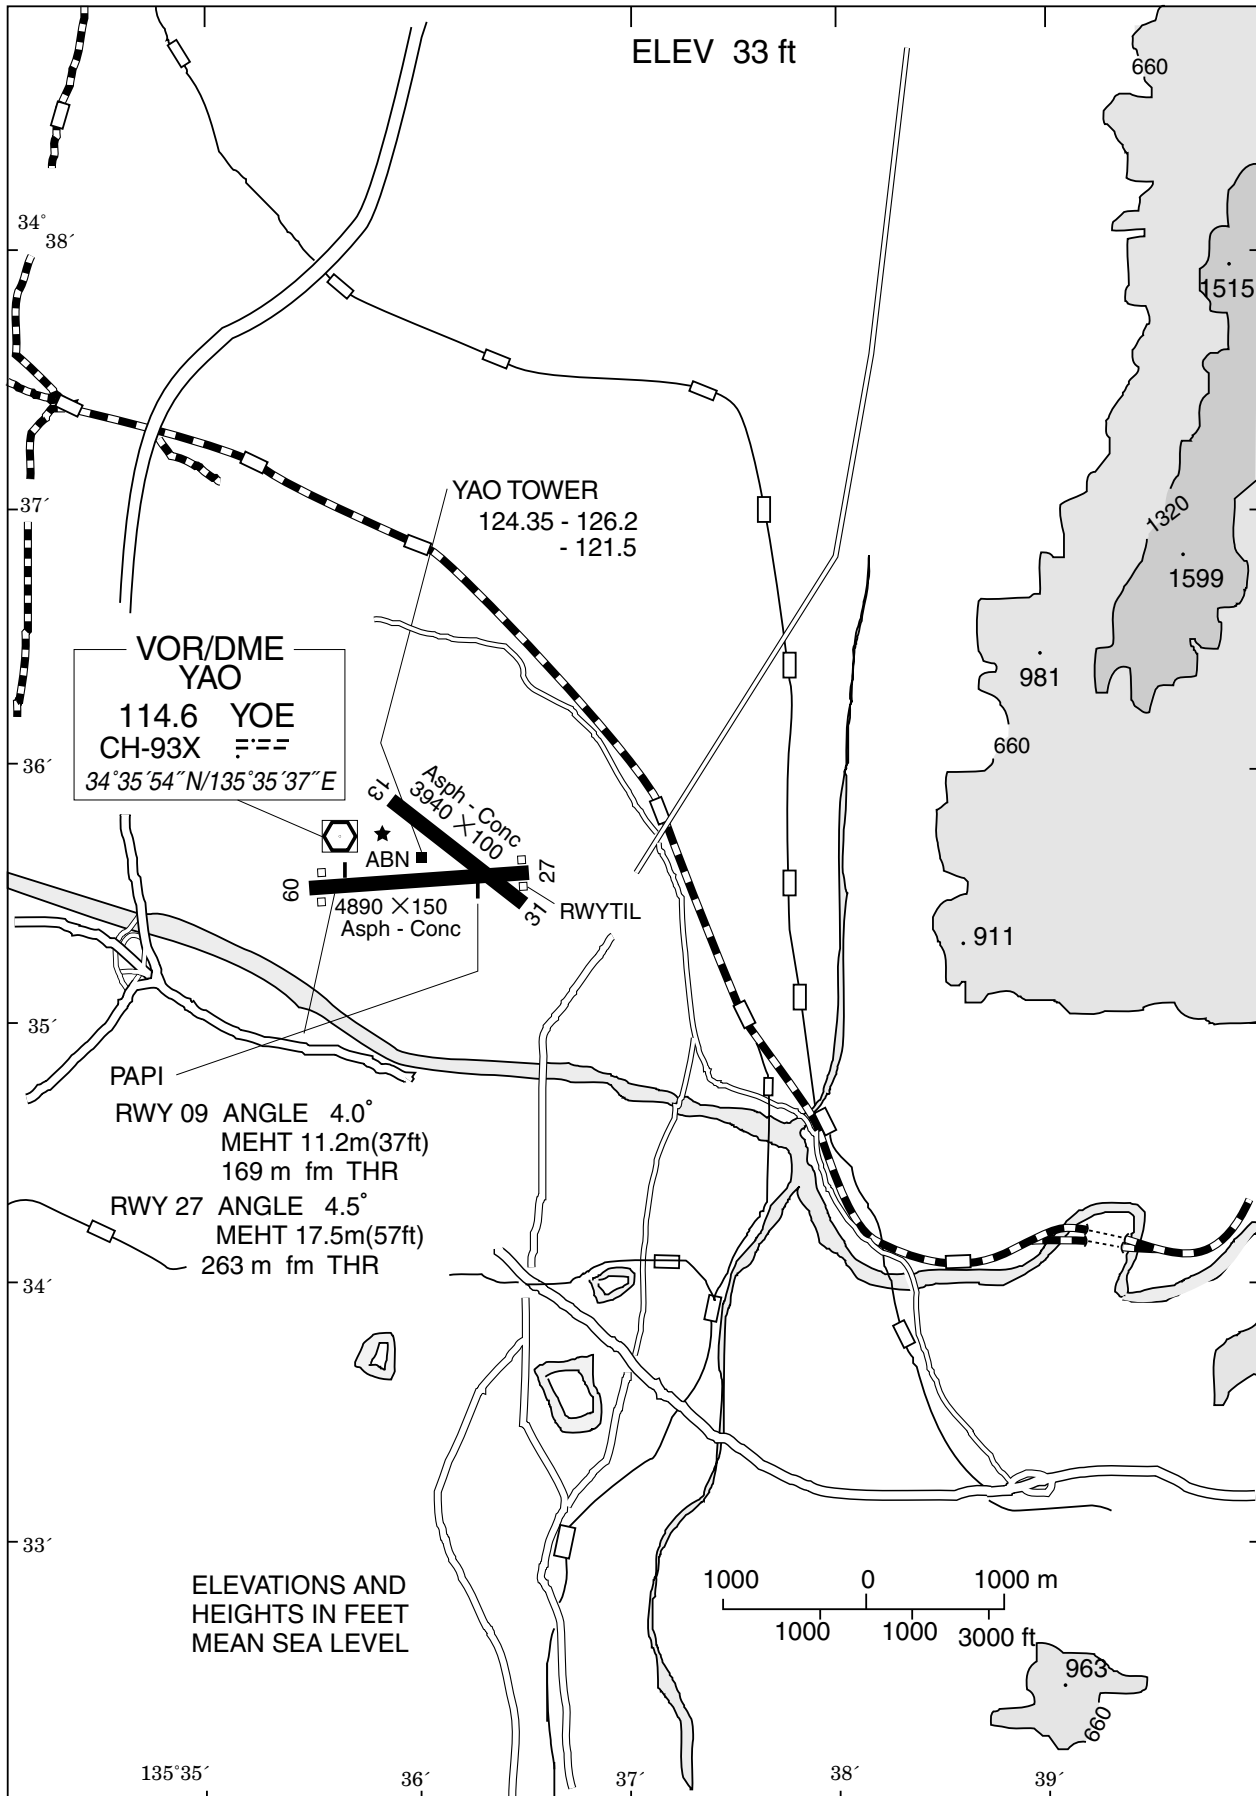 ELEV 33 ft
660
34°
38´
1515
YAO TOWER
124.35 - 126.2
- 121.5
37´
1320
1599
VOR/DME
YAO
114.6 YOE
CH-93X
34°35´54″N/135°35´37″E
981
660
36´
13
Asph - Conc
3940 ×100
ABN
09
27
4890 ×150
Asph - Conc
31
RWYTIL
911
35´
PAPI
RWY 09 ANGLE 4.0°
MEHT 11.2m(37ft)
169 m fm THR
RWY 27 ANGLE 4.5°
MEHT 17.5m(57ft)
263 m fm THR
34´
33´
ELEVATIONS AND
HEIGHTS IN FEET
MEAN SEA LEVEL
1000 0 1000 m
1000 1000 3000 ft
963
660
135°35´ 36´ 37´ 38´ 39´